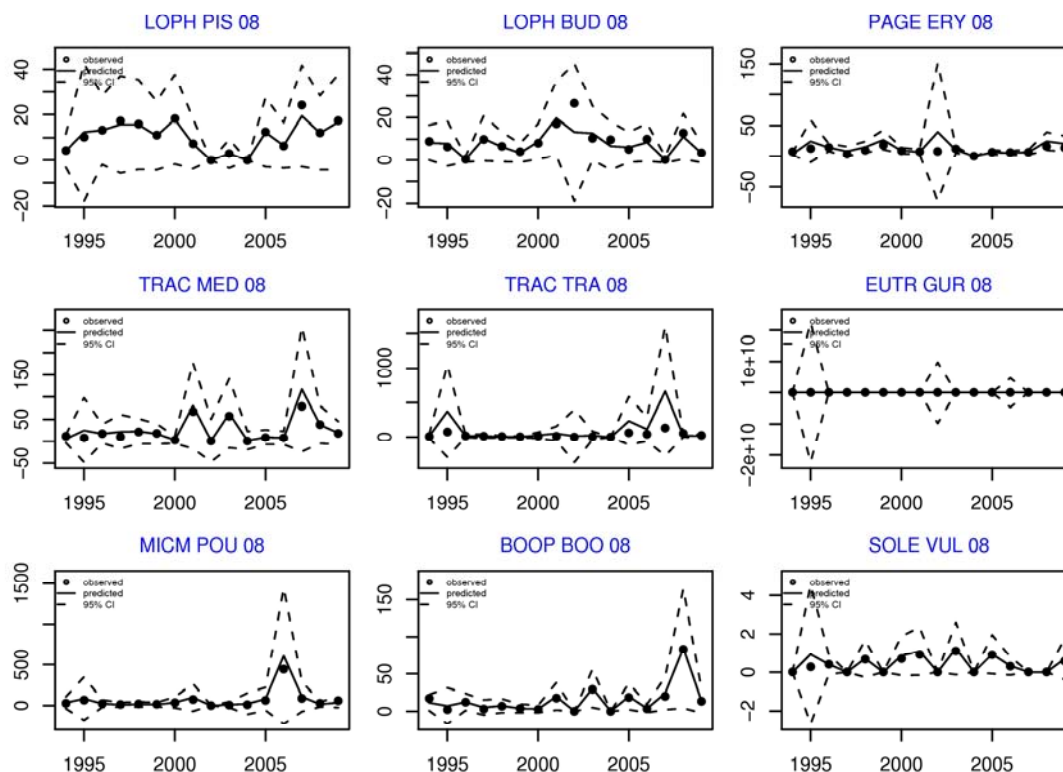 LOPH PIS 08
40
20
0
−20
observed
predicted
95% CI
1995 2000 2005
LOPH BUD 08
40
20
0
−20
observed
predicted
95% CI
1995 2000 2005
PAGE ERY 08
150
50
−50
observed
predicted
95% CI
1995 2000 2005
TRAC MED 08
150
50
−50
observed
predicted
95% CI
1995 2000 2005
TRAC TRA 08
1000
0
observed
predicted
95% CI
1995 2000 2005
EUTR GUR 08
1e+10
−2e+10
observed
predicted
95% CI
1995 2000 2005
MICM POU 08
1500
500
0
observed
predicted
95% CI
1995 2000 2005
BOOP BOO 08
150
50
0
observed
predicted
95% CI
1995 2000 2005
SOLE VUL 08
4
2
0
−2
observed
predicted
95% CI
1995 2000 2005